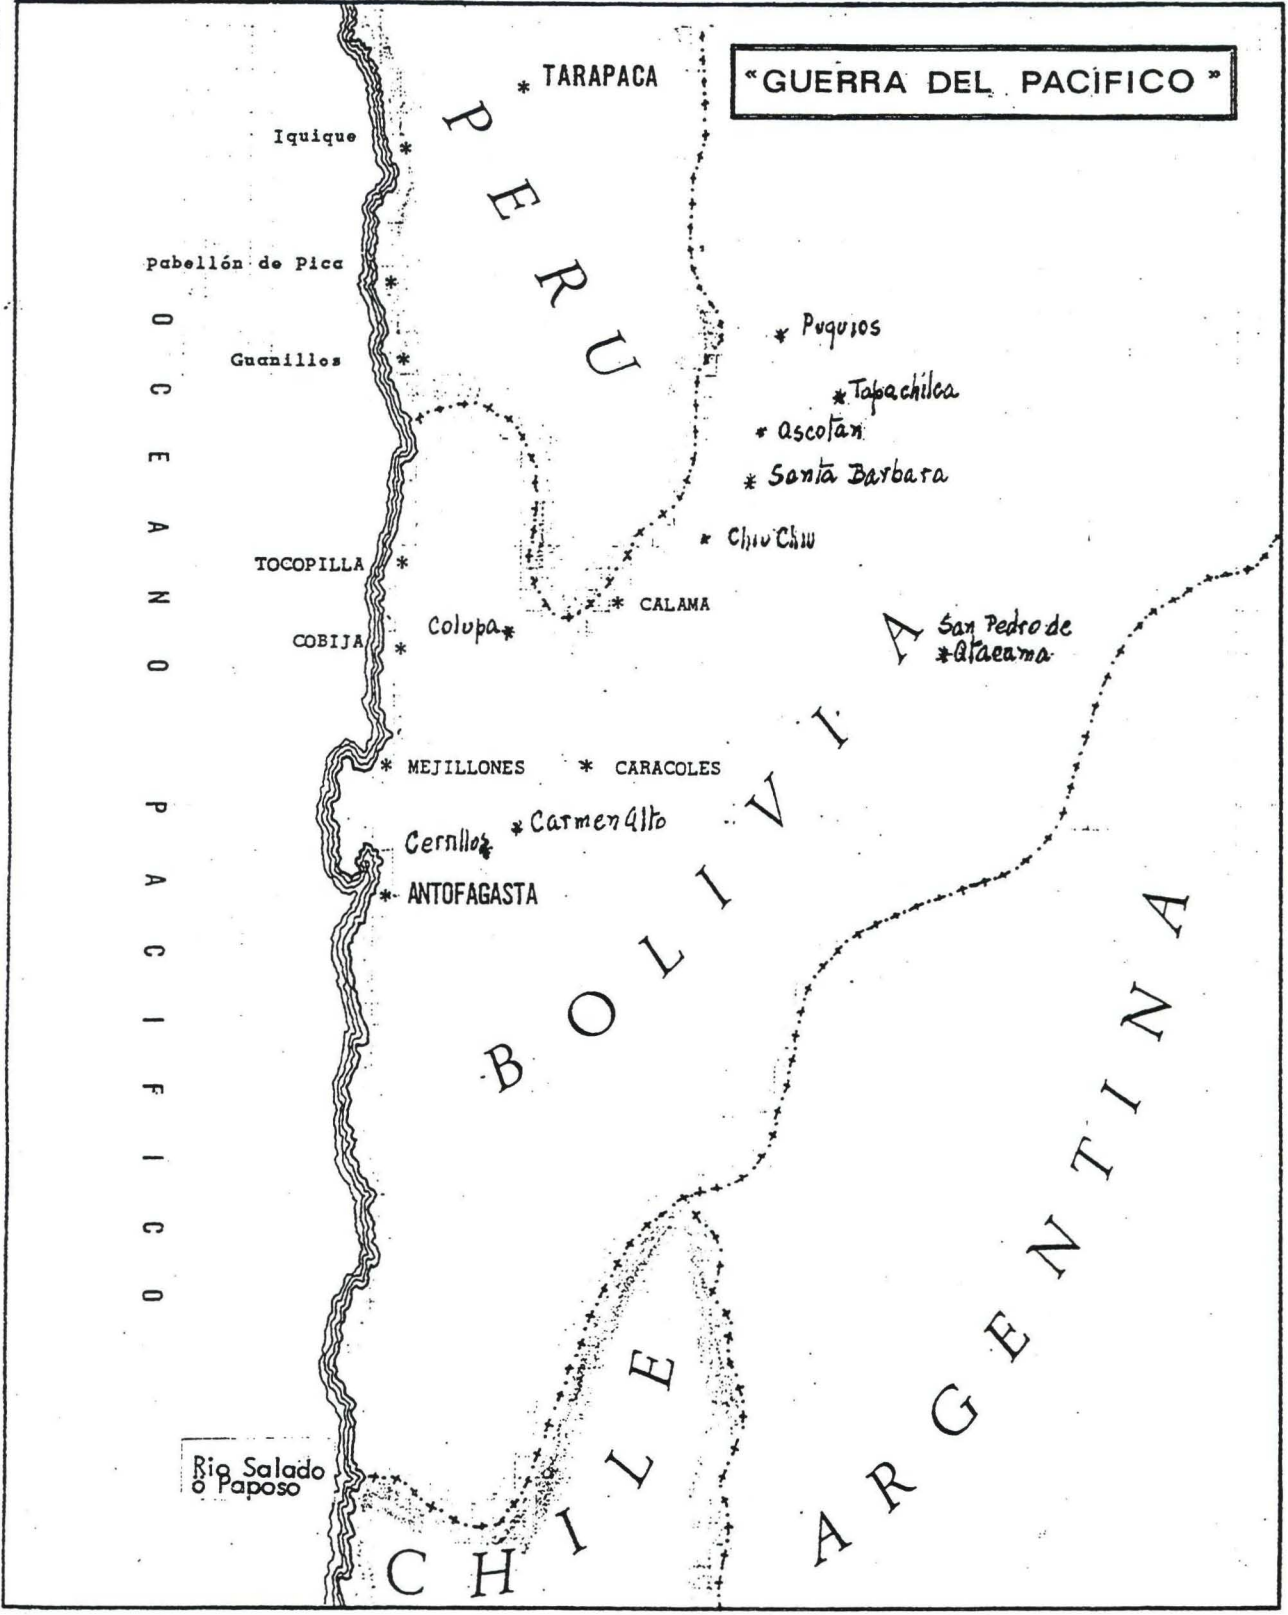 "GUERRA DEL PACÍFICO"
* TARAPACA
PERU
Iquique *
Pabellón de Pica *
Guanillos *
* Puquios
* Tapachilca
* Ascotan
* Santa Barbara
* Chiu Chiu
TOCOPILLA *
* CALAMA
Colupa *
COBIJA *
San Pedro de
* Atacama
* MEJILLONES
* CARACOLES
* Carmen Alto
Cerrillos *
* ANTOFAGASTA
OCEANO PACIFICO
BOLIVIA
ARGENTINA
Rio Salado
o Paposo
CHILE